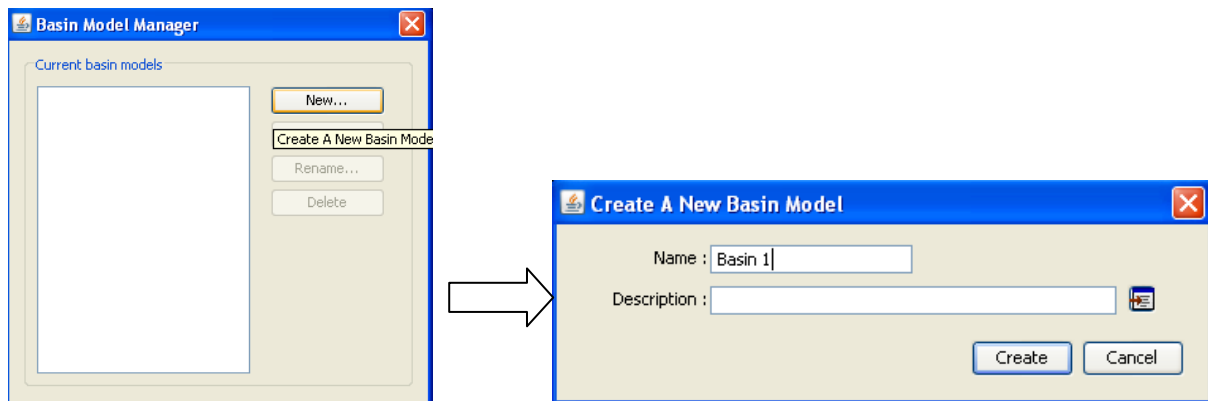 Basin Model Manager
Current basin models
New...
Create A New Basin Mode
Rename...
Delete
Create A New Basin Model
Name : Basin 1
Description :
Create Cancel